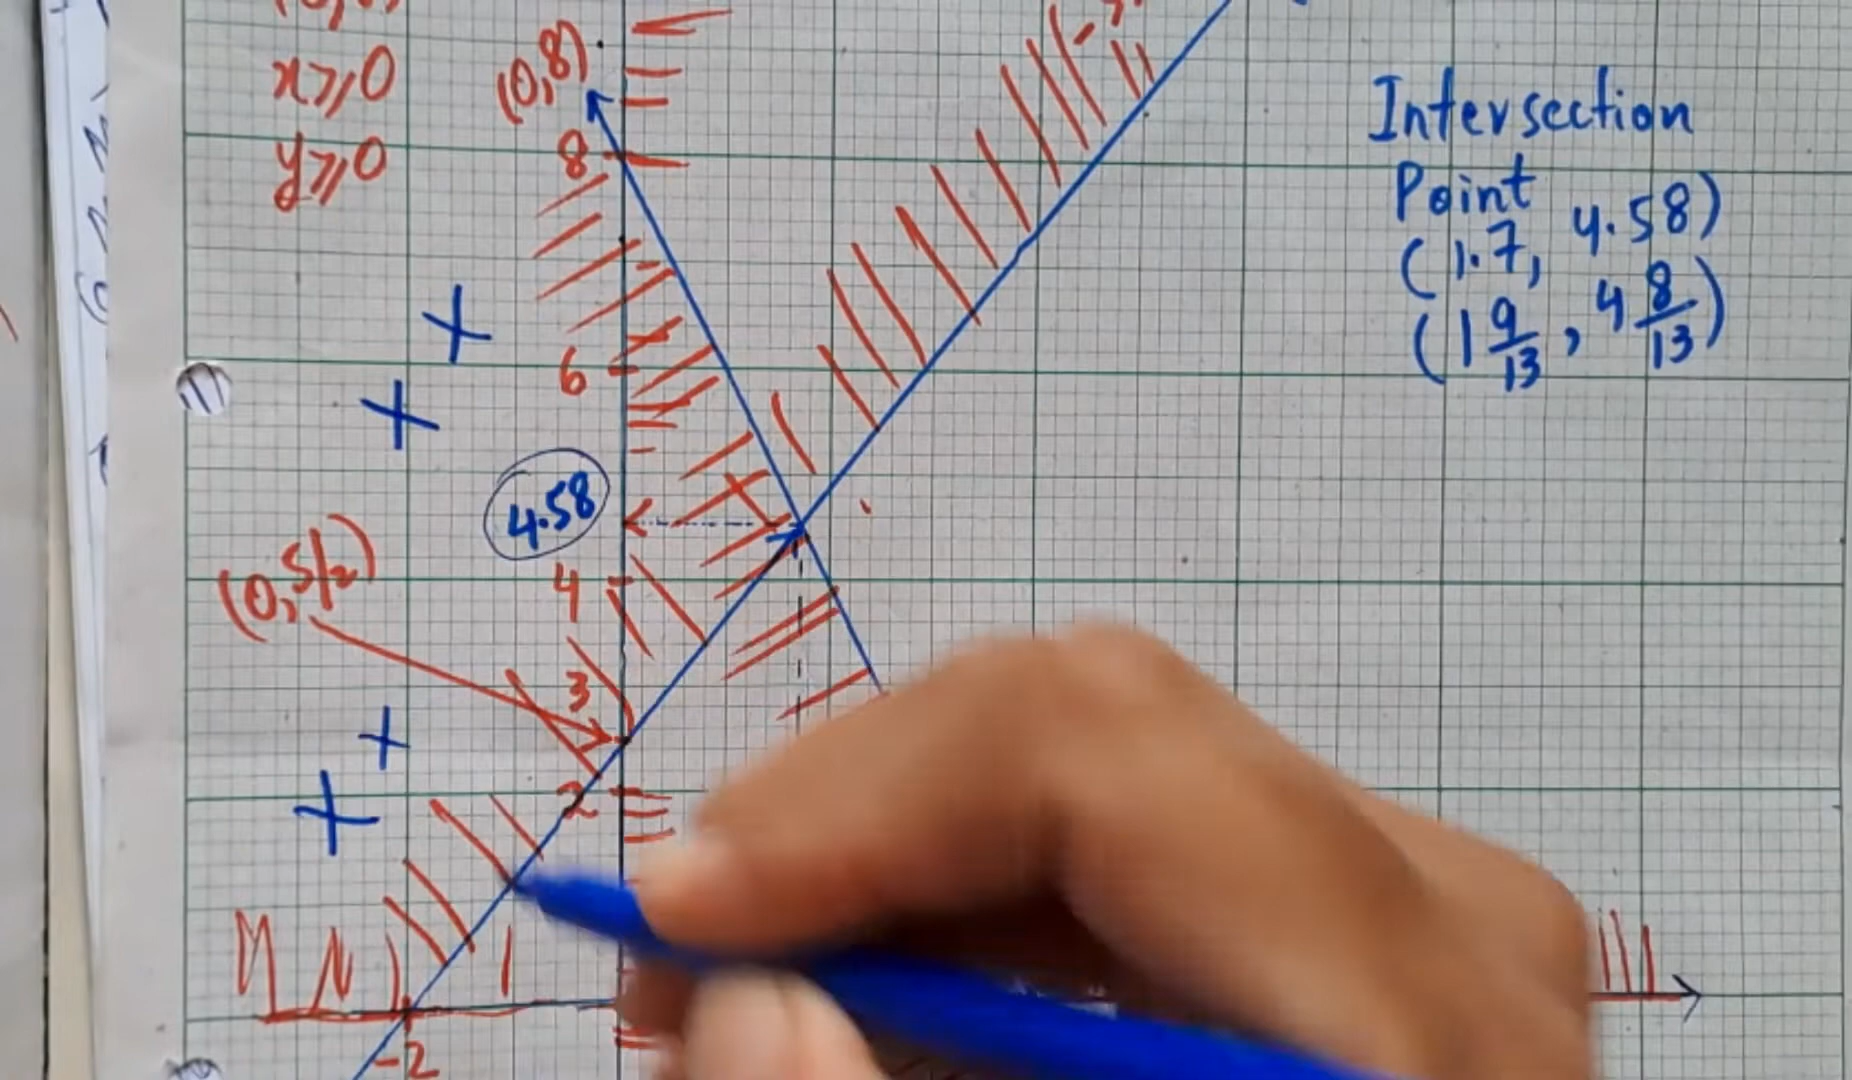 x≥0
y≥0
(0,8)
8
6
4.58
4
(0,5/2)
3
2
-2
Intersection
Point
(1.7, 4.58)
(1 9/13, 4 8/13)